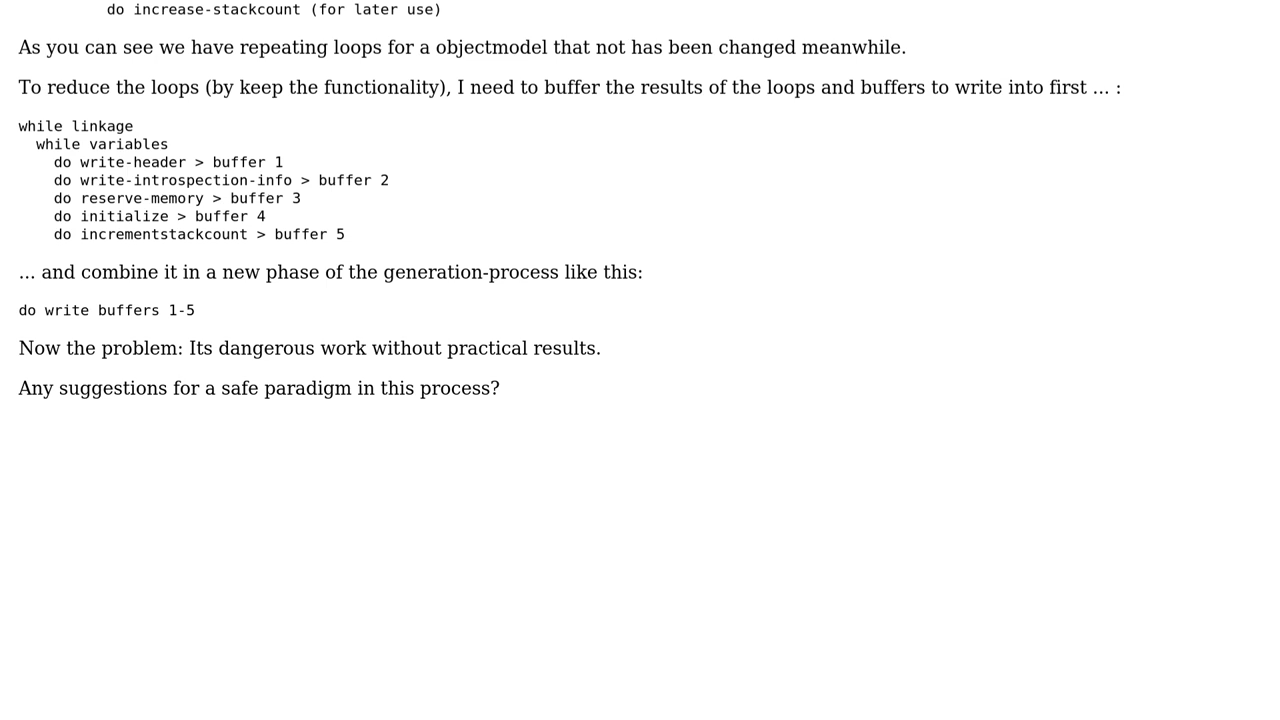 do increase-stackcount (for later use)
As you can see we have repeating loops for a objectmodel that not has been changed meanwhile.
To reduce the loops (by keep the functionality), I need to buffer the results of the loops and buffers to write into first ... :
while linkage
  while variables
    do write-header > buffer 1
    do write-introspection-info > buffer 2
    do reserve-memory > buffer 3
    do initialize > buffer 4
    do incrementstackcount > buffer 5
... and combine it in a new phase of the generation-process like this:
do write buffers 1-5
Now the problem: Its dangerous work without practical results.
Any suggestions for a safe paradigm in this process?